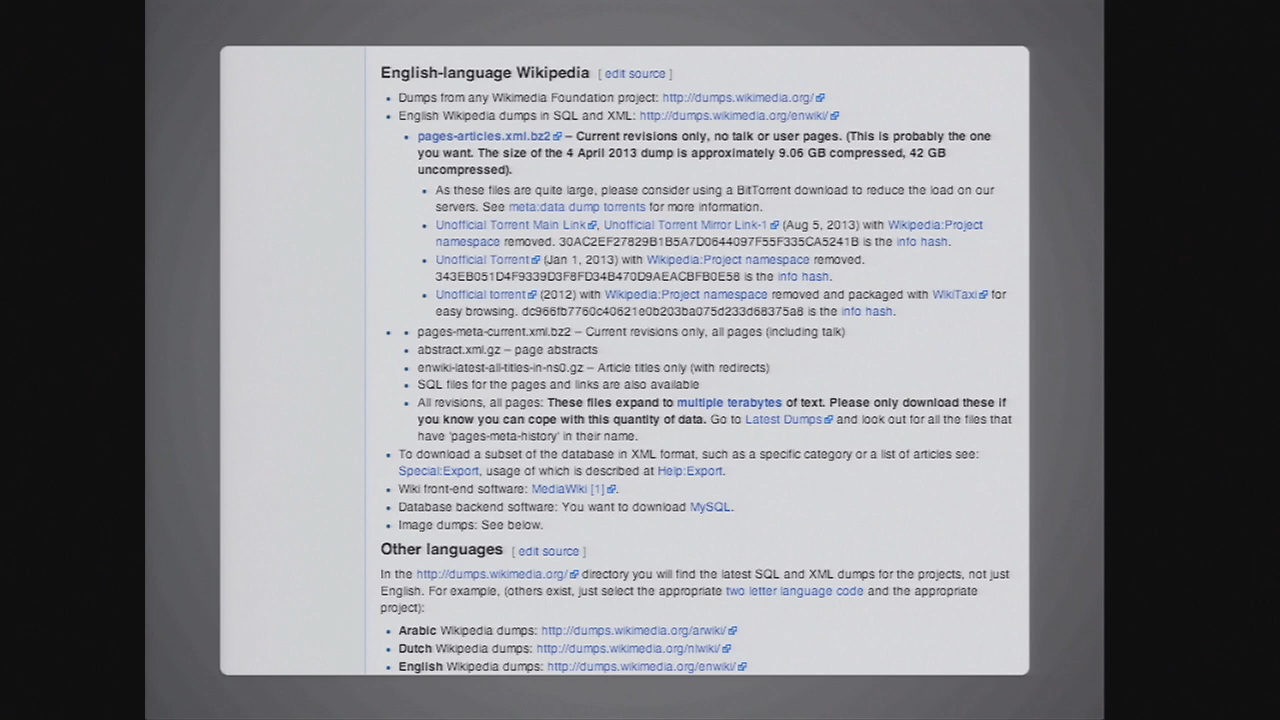 English-language Wikipedia [ edit source ]
Dumps from any Wikimedia Foundation project: http://dumps.wikimedia.org/
English Wikipedia dumps in SQL and XML: http://dumps.wikimedia.org/enwiki/
pages-articles.xml.bz2 – Current revisions only, no talk or user pages. (This is probably the one
you want. The size of the 4 April 2013 dump is approximately 9.06 GB compressed, 42 GB
uncompressed).
As these files are quite large, please consider using a BitTorrent download to reduce the load on our
servers. See meta:data dump torrents for more information.
Unofficial Torrent Main Link, Unofficial Torrent Mirror Link-1 (Aug 5, 2013) with Wikipedia:Project
namespace removed. 30AC2EF27829B1B5A7D0644097F55F335CA5241B is the info hash.
Unofficial Torrent (Jan 1, 2013) with Wikipedia:Project namespace removed.
343EB051D4F9339D3F8FD34B470D9AEACBFB0E58 is the info hash.
Unofficial torrent (2012) with Wikipedia:Project namespace removed and packaged with WikiTaxi for
easy browsing. dc966fb7760c40621e0b203ba075d233d68375a8 is the info hash.
pages-meta-current.xml.bz2 – Current revisions only, all pages (including talk)
abstract.xml.gz – page abstracts
enwiki-latest-all-titles-in-ns0.gz – Article titles only (with redirects)
SQL files for the pages and links are also available
All revisions, all pages: These files expand to multiple terabytes of text. Please only download these if
you know you can cope with this quantity of data. Go to Latest Dumps and look out for all the files that
have 'pages-meta-history' in their name.
To download a subset of the database in XML format, such as a specific category or a list of articles see:
Special:Export, usage of which is described at Help:Export.
Wiki front-end software: MediaWiki [1].
Database backend software: You want to download MySQL.
Image dumps: See below.
Other languages [ edit source ]
In the http://dumps.wikimedia.org/ directory you will find the latest SQL and XML dumps for the projects, not just
English. For example, (others exist, just select the appropriate two letter language code and the appropriate
project):
Arabic Wikipedia dumps: http://dumps.wikimedia.org/arwiki/
Dutch Wikipedia dumps: http://dumps.wikimedia.org/nlwiki/
English Wikipedia dumps: http://dumps.wikimedia.org/enwiki/